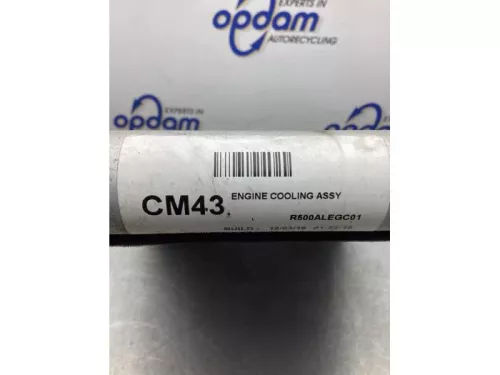 EXPERTS IN
opdam
AUTORECYCLING
EXPERTS IN
opdam
ENGINE COOLING ASSY
CM43
R500ALEGC01